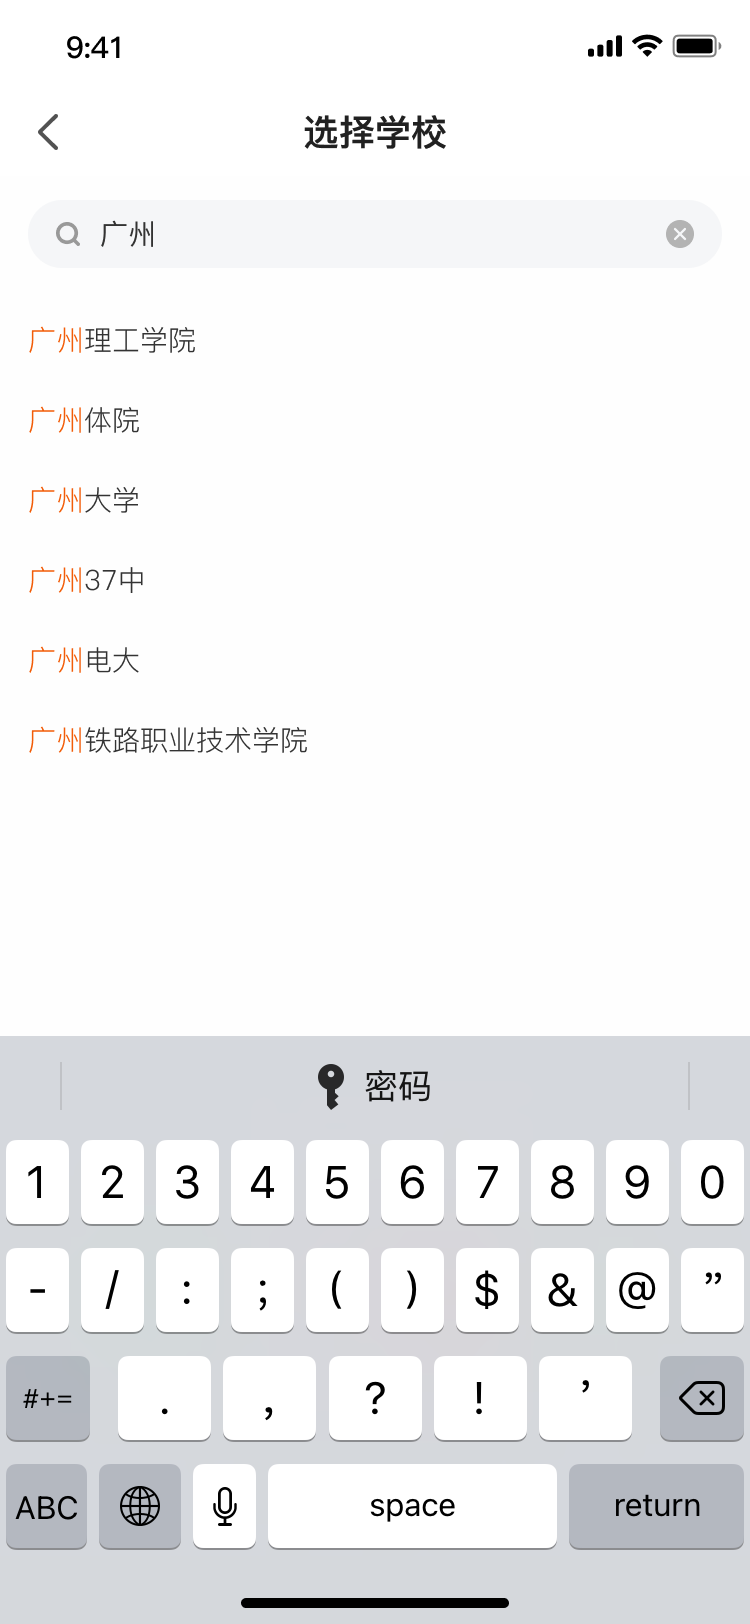 9:41
选择学校
广州
广州理工学院
广州体院
广州大学
广州37中
广州电大
广州铁路职业技术学院
密码
1 2 3 4 5 6 7 8 9 0
- / : ; ( ) $ & @ ”
#+= . , ? ! ’
ABC space return